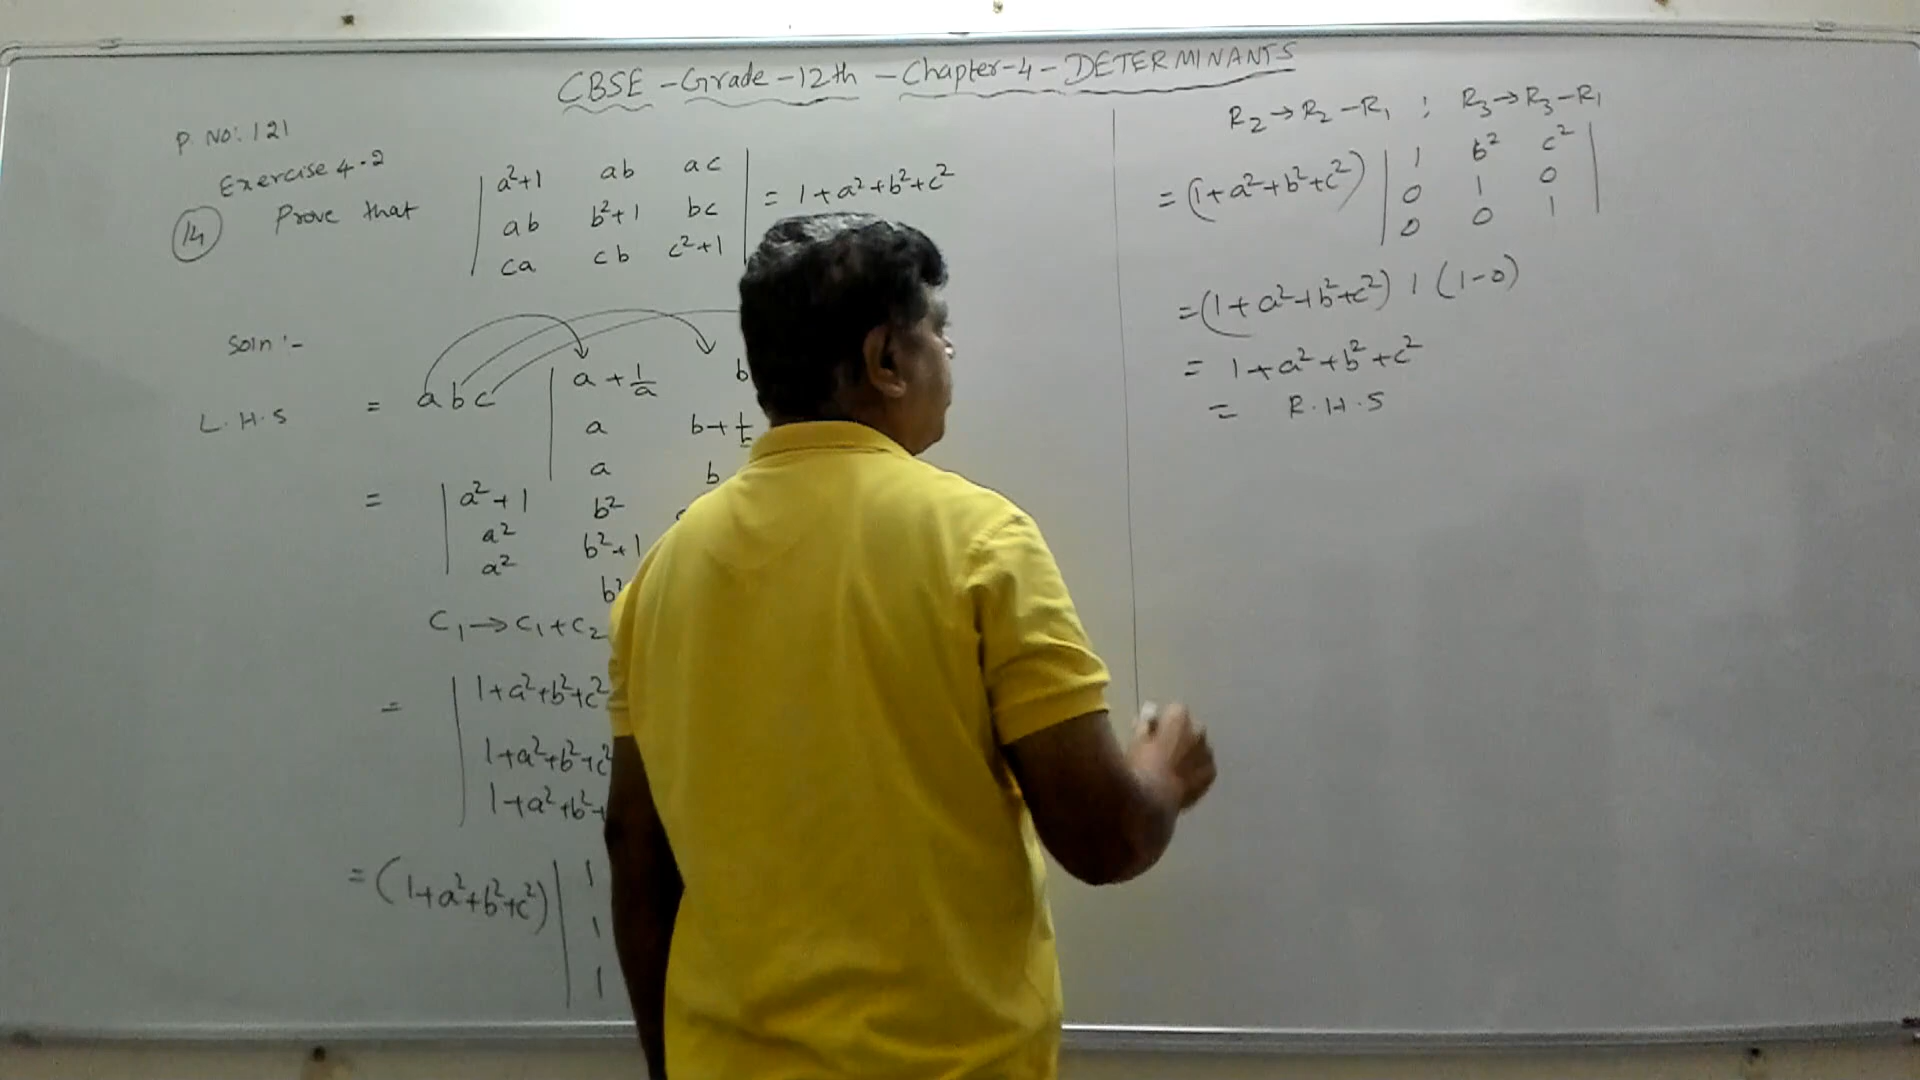 CBSE - Grade - 12th - Chapter-4 - DETERMINANTS
P. No: 121
Exercise 4.2
14 Prove that | a²+1 ab ac | = 1+a²+b²+c²
| ab b²+1 bc |
| ca cb c²+1 |
Soln :-
L.H.S = abc | a + 1/a b
a b +
a b
= | a²+1 b²
a² b²+1
a² b²
C₁→C₁+C₂
= | 1+a²+b²+c²
1+a²+b²+c²
1+a²+b²+
= (1+a²+b²+c²) | 1
1
1
R₂→R₂-R₁ ; R₃→R₃-R₁
= (1+a²+b²+c²) | 1 b² c² |
| 0 1 0 |
| 0 0 1 |
= (1+a²+b²+c²) 1 (1-0)
= 1+a²+b²+c²
= R.H.S